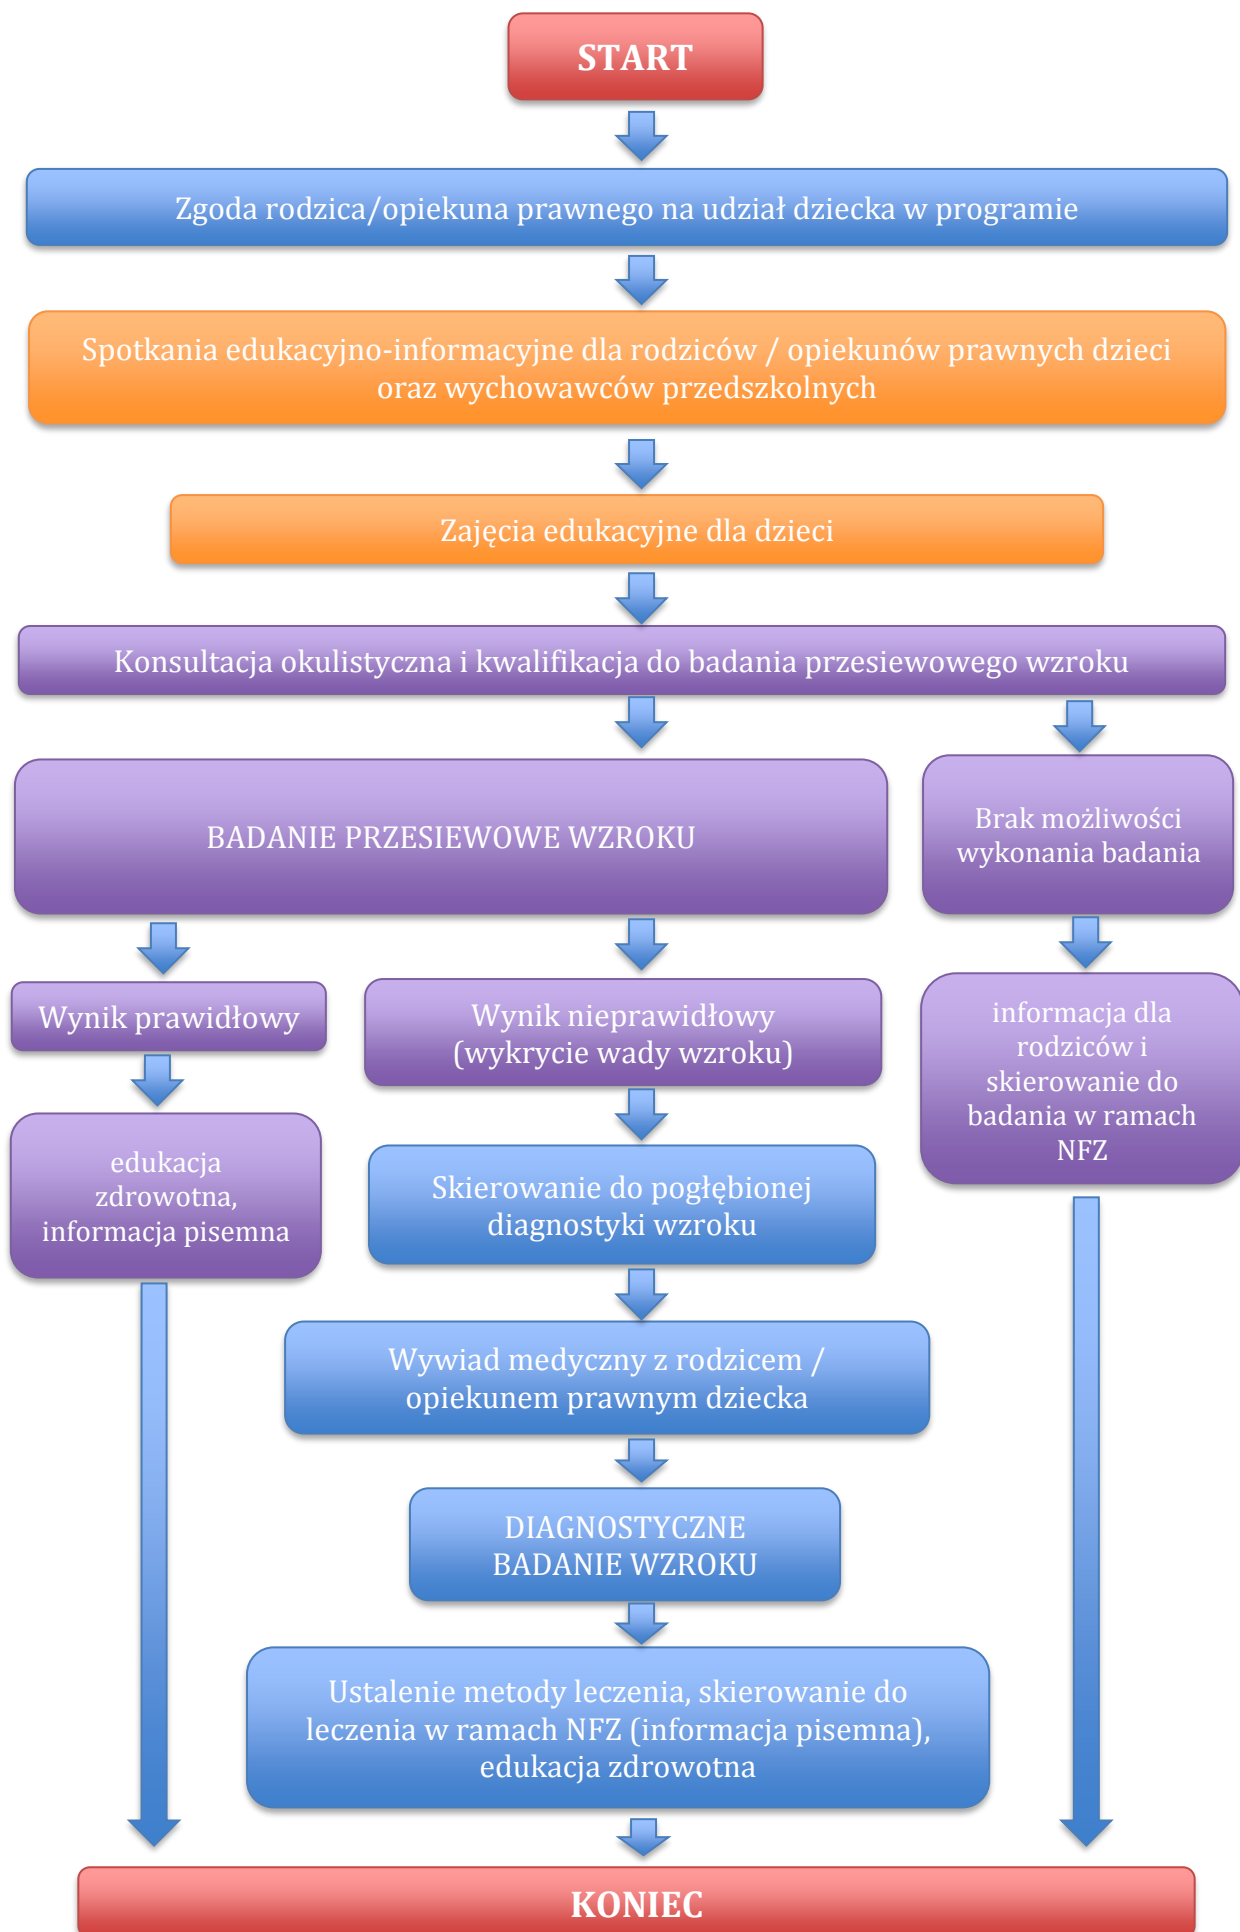 START
Zgoda rodzica/opiekuna prawnego na udział dziecka w programie
Spotkania edukacyjno-informacyjne dla rodziców / opiekunów prawnych dzieci
oraz wychowawców przedszkolnych
Zajęcia edukacyjne dla dzieci
Konsultacja okulistyczna i kwalifikacja do badania przesiewowego wzroku
BADANIE PRZESIEWOWE WZROKU
Brak możliwości
wykonania badania
Wynik prawidłowy
Wynik nieprawidłowy
(wykrycie wady wzroku)
informacja dla
rodziców i
skierowanie do
badania w ramach
NFZ
edukacja
zdrowotna,
informacja pisemna
Skierowanie do pogłębionej
diagnostyki wzroku
Wywiad medyczny z rodzicem /
opiekunem prawnym dziecka
DIAGNOSTYCZNE
BADANIE WZROKU
Ustalenie metody leczenia, skierowanie do
leczenia w ramach NFZ (informacja pisemna),
edukacja zdrowotna
KONIEC